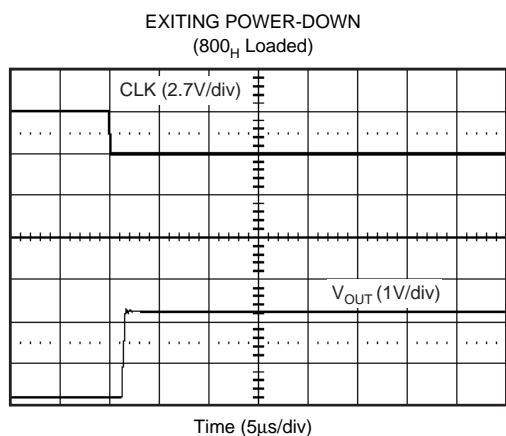 EXITING POWER-DOWN
(800H Loaded)
CLK (2.7V/div)
VOUT (1V/div)
Time (5µs/div)